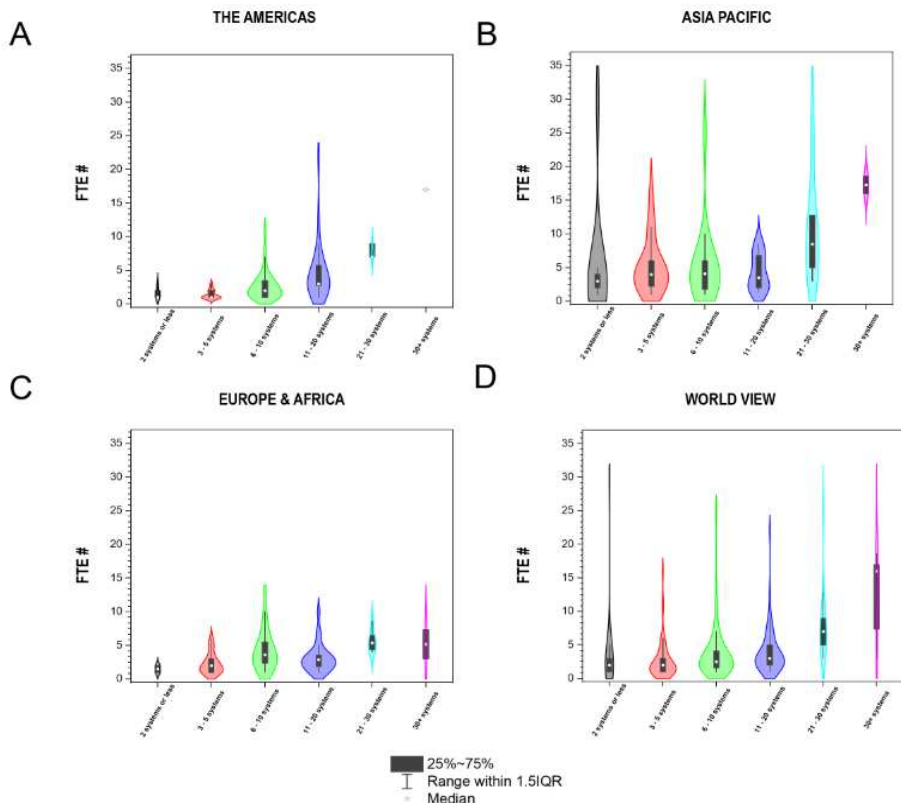 A
THE AMERICAS
FTE #
35
30
25
20
15
10
5
0
2 systems or less
3 - 5 systems
6 - 10 systems
11 - 20 systems
21 - 30 systems
30+ systems
B
ASIA PACIFIC
FTE #
35
30
25
20
15
10
5
0
2 systems or less
3 - 5 systems
6 - 10 systems
11 - 20 systems
21 - 30 systems
30+ systems
C
EUROPE & AFRICA
FTE #
35
30
25
20
15
10
5
0
2 systems or less
3 - 5 systems
6 - 10 systems
11 - 20 systems
21 - 30 systems
30+ systems
D
WORLD VIEW
FTE #
35
30
25
20
15
10
5
0
2 systems or less
3 - 5 systems
6 - 10 systems
11 - 20 systems
21 - 30 systems
30+ systems
25%~75%
Range within 1.5IQR
Median